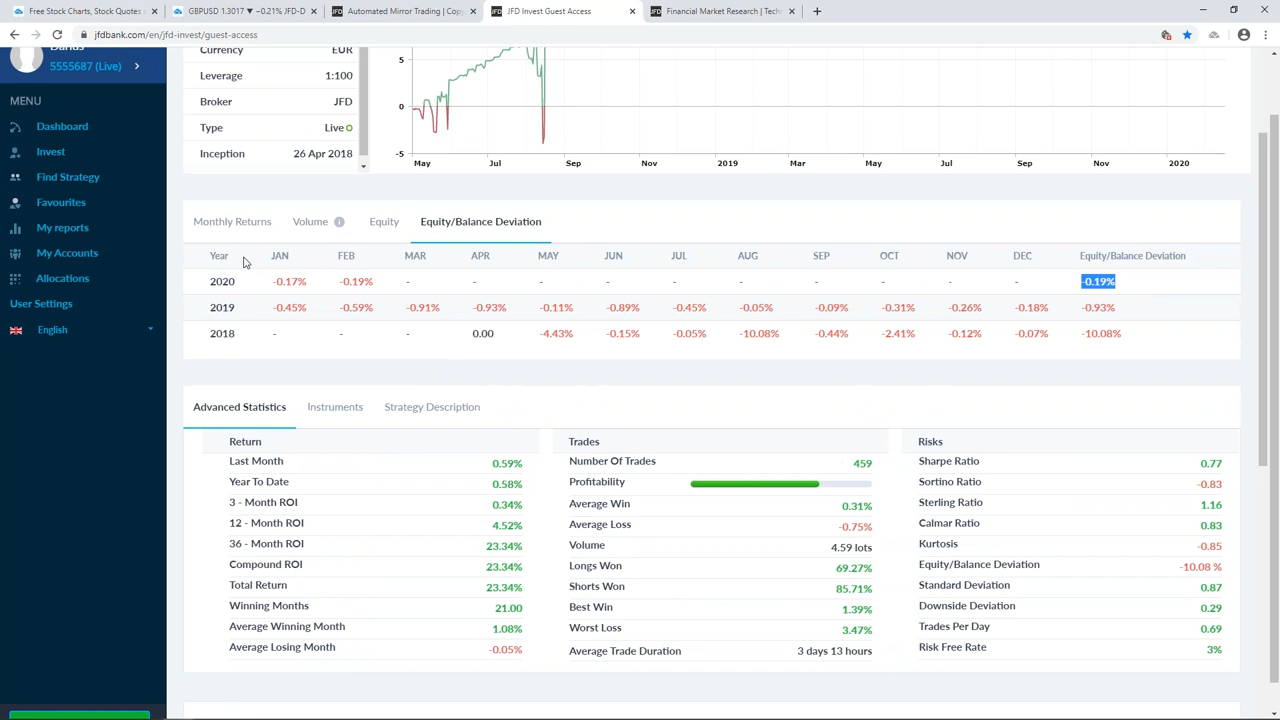 Free Stock Charts, Stock Quotes
GBPUSD 1.3017 ▼ −0.21% JFD-D
Automated Mirror Trading | Copy
JFD Invest Guest Access
Financial Market Research | Tech
jfdbank.com/en/jfd-invest/guest-access
5555687 (Live)
MENU
Dashboard
Invest
Find Strategy
Favourites
My reports
My Accounts
Allocations
User Settings
English
Currency EUR
Leverage 1:100
Broker JFD
Type Live
Inception 26 Apr 2018
5
0
-5
May Jul Sep Nov 2019 Mar May Jul Sep Nov 2020
Monthly Returns Volume Equity Equity/Balance Deviation
Year JAN FEB MAR APR MAY JUN JUL AUG SEP OCT NOV DEC Equity/Balance Deviation
2020 -0.17% -0.19% - - - - - - - - - - -0.19%
2019 -0.45% -0.59% -0.91% -0.93% -0.11% -0.89% -0.45% -0.05% -0.09% -0.31% -0.26% -0.18% -0.93%
2018 - - - 0.00 -4.43% -0.15% -0.05% -10.08% -0.44% -2.41% -0.12% -0.07% -10.08%
Advanced Statistics Instruments Strategy Description
Return
Last Month 0.59%
Year To Date 0.58%
3 - Month ROI 0.34%
12 - Month ROI 4.52%
36 - Month ROI 23.34%
Compound ROI 23.34%
Total Return 23.34%
Winning Months 21.00
Average Winning Month 1.08%
Average Losing Month -0.05%
Trades
Number Of Trades 459
Profitability
Average Win 0.31%
Average Loss -0.75%
Volume 4.59 lots
Longs Won 69.27%
Shorts Won 85.71%
Best Win 1.39%
Worst Loss 3.47%
Average Trade Duration 3 days 13 hours
Risks
Sharpe Ratio 0.77
Sortino Ratio -0.83
Sterling Ratio 1.16
Calmar Ratio 0.83
Kurtosis -0.85
Equity/Balance Deviation -10.08 %
Standard Deviation 0.87
Downside Deviation 0.29
Trades Per Day 0.69
Risk Free Rate 3%